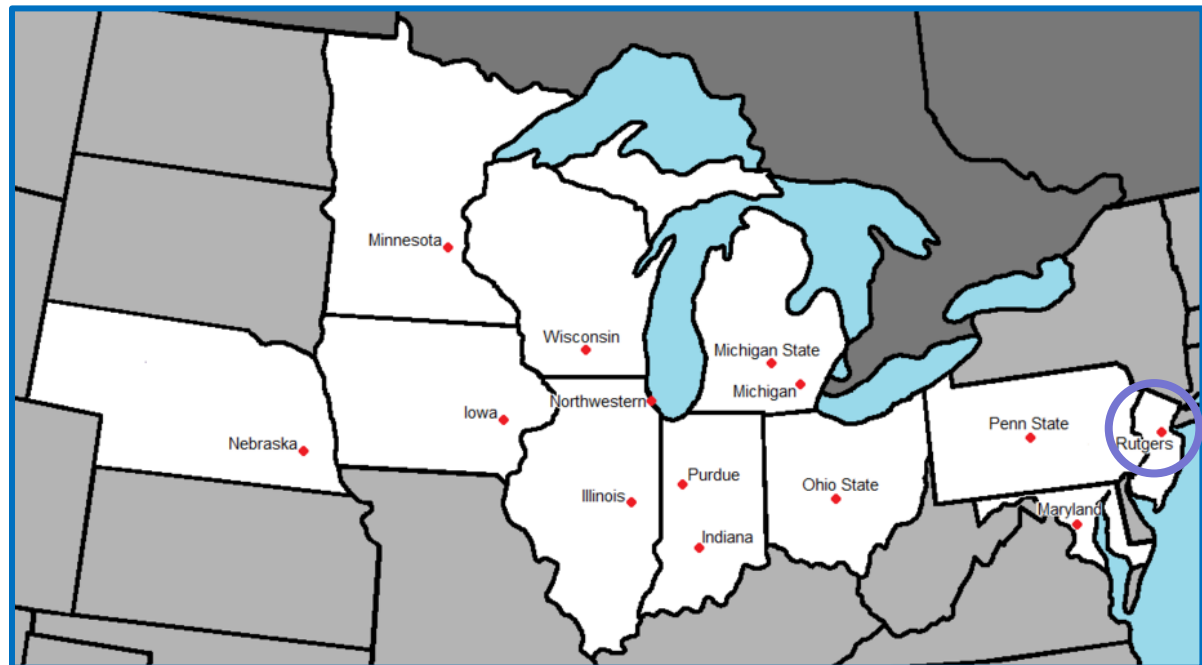 Minnesota
Wisconsin
Michigan State
Michigan
Northwestern
Iowa
Nebraska
Penn State
Rutgers
Purdue
Ohio State
Illinois
Maryland
Indiana